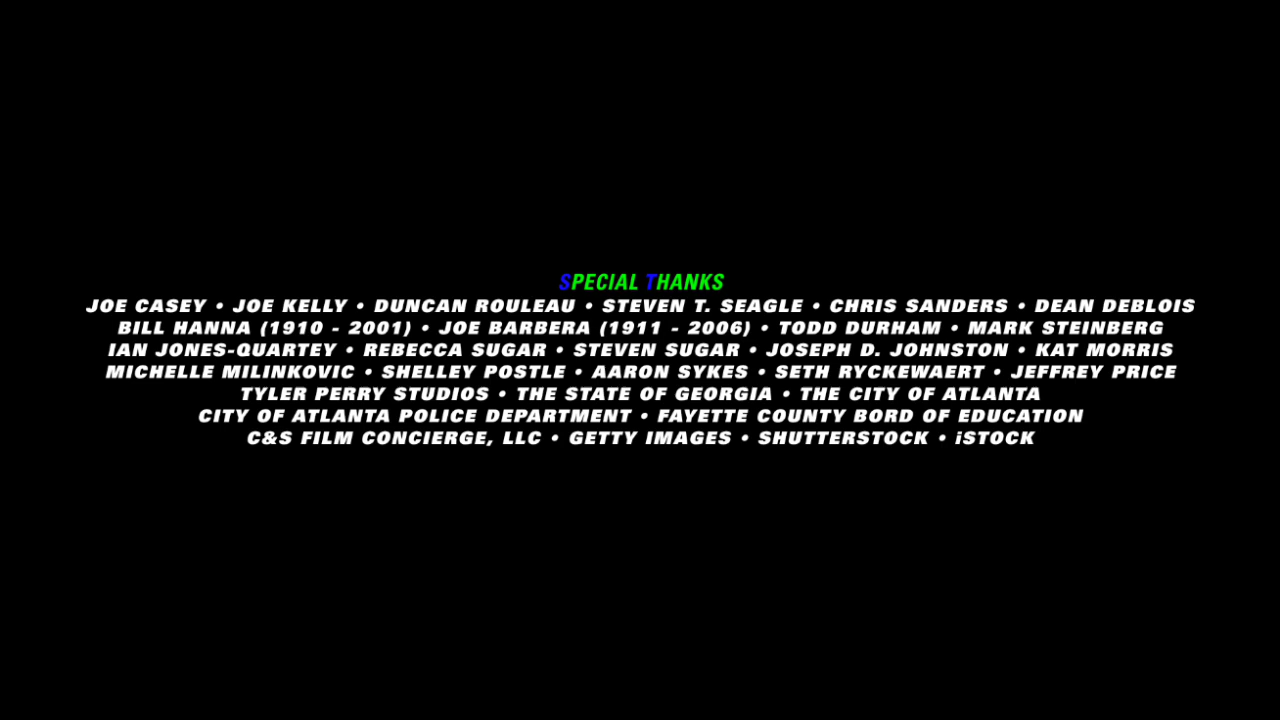 SPECIAL THANKS
JOE CASEY • JOE KELLY • DUNCAN ROULEAU • STEVEN T. SEAGLE • CHRIS SANDERS • DEAN DEBLOIS
BILL HANNA (1910 - 2001) • JOE BARBERA (1911 - 2006) • TODD DURHAM • MARK STEINBERG
IAN JONES-QUARTEY • REBECCA SUGAR • STEVEN SUGAR • JOSEPH D. JOHNSTON • KAT MORRIS
MICHELLE MILINKOVIC • SHELLEY POSTLE • AARON SYKES • SETH RYCKEWAERT • JEFFREY PRICE
TYLER PERRY STUDIOS • THE STATE OF GEORGIA • THE CITY OF ATLANTA
CITY OF ATLANTA POLICE DEPARTMENT • FAYETTE COUNTY BORD OF EDUCATION
C&S FILM CONCIERGE, LLC • GETTY IMAGES • SHUTTERSTOCK • iSTOCK